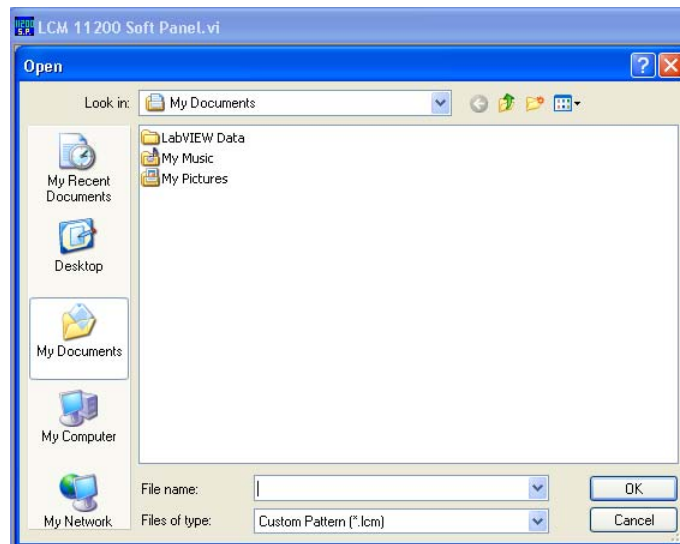 LCM 11200 Soft Panel.vi
Open
Look in: My Documents
LabVIEW Data
My Music
My Pictures
My Recent
Documents
Desktop
My Documents
My Computer
My Network
File name:
OK
Files of type: Custom Pattern (*.lcm)
Cancel